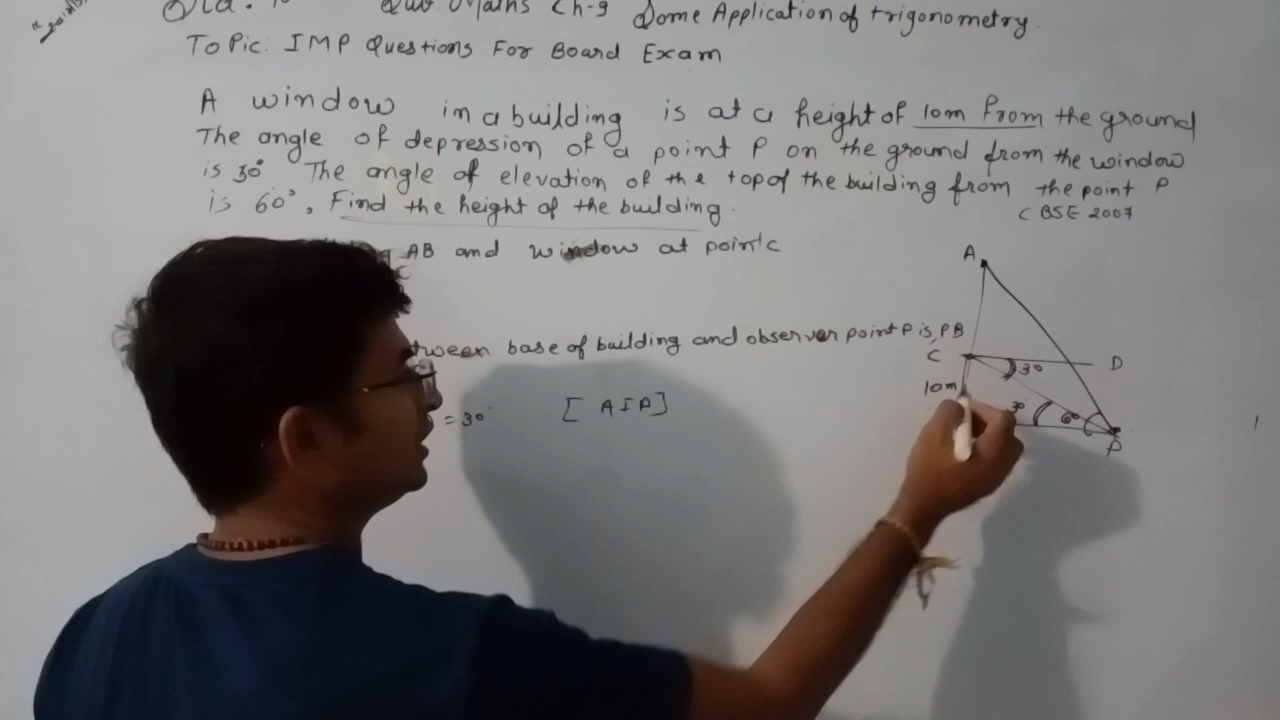 Maths Ch-9 Some Application of trigonometry.
ToPic: IMP Questions For Board Exam
A window in a building is at a height of 10m From the ground
The angle of depression of a point P on the ground from the window
is 30° The angle of elevation of the top of the building from the point P
is 60°, Find the height of the building.
CBSE 2007
AB and window at point C
A
between base of building and observer point P is, PB
C D
30
10m
= 30° [AIA]
30 60
P